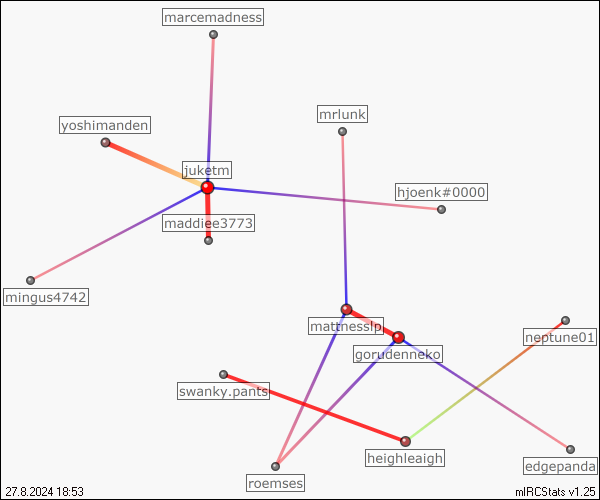 marcemadness
yoshimanden
mrlunk
juketm
hjoenk#0000
maddiee3773
mingus4742
mattnesslp
neptune01
gorudenneko
swanky.pants
heighleaigh
edgepanda
roemses
27.8.2024 18:53
mIRCStats v1.25